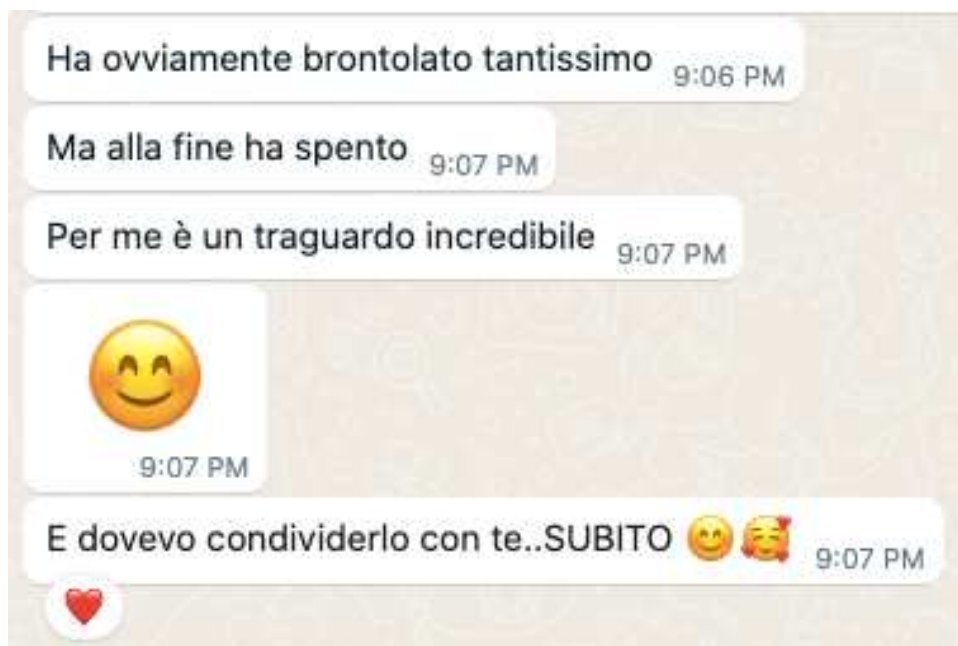 Ha ovviamente brontolato tantissimo 9:06 PM
Ma alla fine ha spento 9:07 PM
Per me è un traguardo incredibile 9:07 PM
😊
9:07 PM
E dovevo condividerlo con te..SUBITO 😊🥰 9:07 PM
❤️